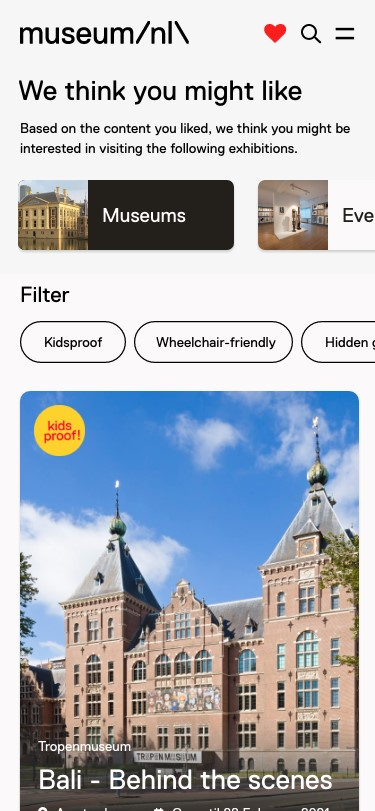 museum/nl\
We think you might like
Based on the content you liked, we think you might be
interested in visiting the following exhibitions.
Museums
Eve
Filter
Kidsproof
Wheelchair-friendly
Hidden g
kids
proof!
TROPENMUSEUM
Tropenmuseum
Bali - Behind the scenes